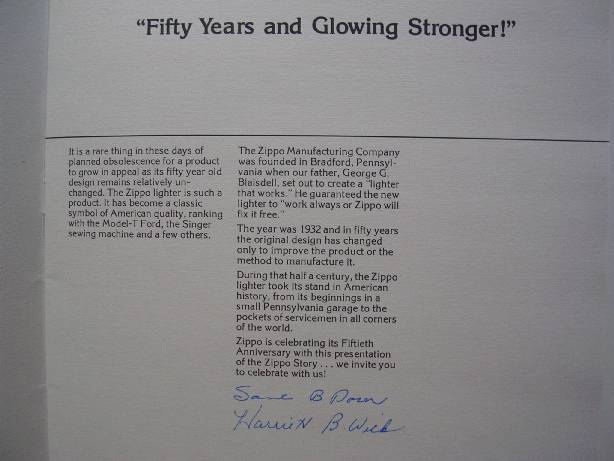 “Fifty Years and Glowing Stronger!”
It is a rare thing in these days of
planned obsolescence for a product
to grow in appeal as its fifty year old
design remains relatively un-
changed. The Zippo lighter is such a
product. It has become a classic
symbol of American quality, ranking
with the Model-T Ford, the Singer
sewing machine and a few others.
The Zippo Manufacturing Company
was founded in Bradford, Pennsyl-
vania when our father, George G.
Blaisdell, set out to create a “lighter
that works.” He guaranteed the new
lighter to “work always or Zippo will
fix it free.”
The year was 1932 and in fifty years
the original design has changed
only to improve the product or the
method to manufacture it.
During that half a century, the Zippo
lighter took its stand in American
history, from its beginnings in a
small Pennsylvania garage to the
pockets of servicemen in all corners
of the world.
Zippo is celebrating its Fiftieth
Anniversary with this presentation
of the Zippo Story . . . we invite you
to celebrate with us!
B
Harriett B Wick